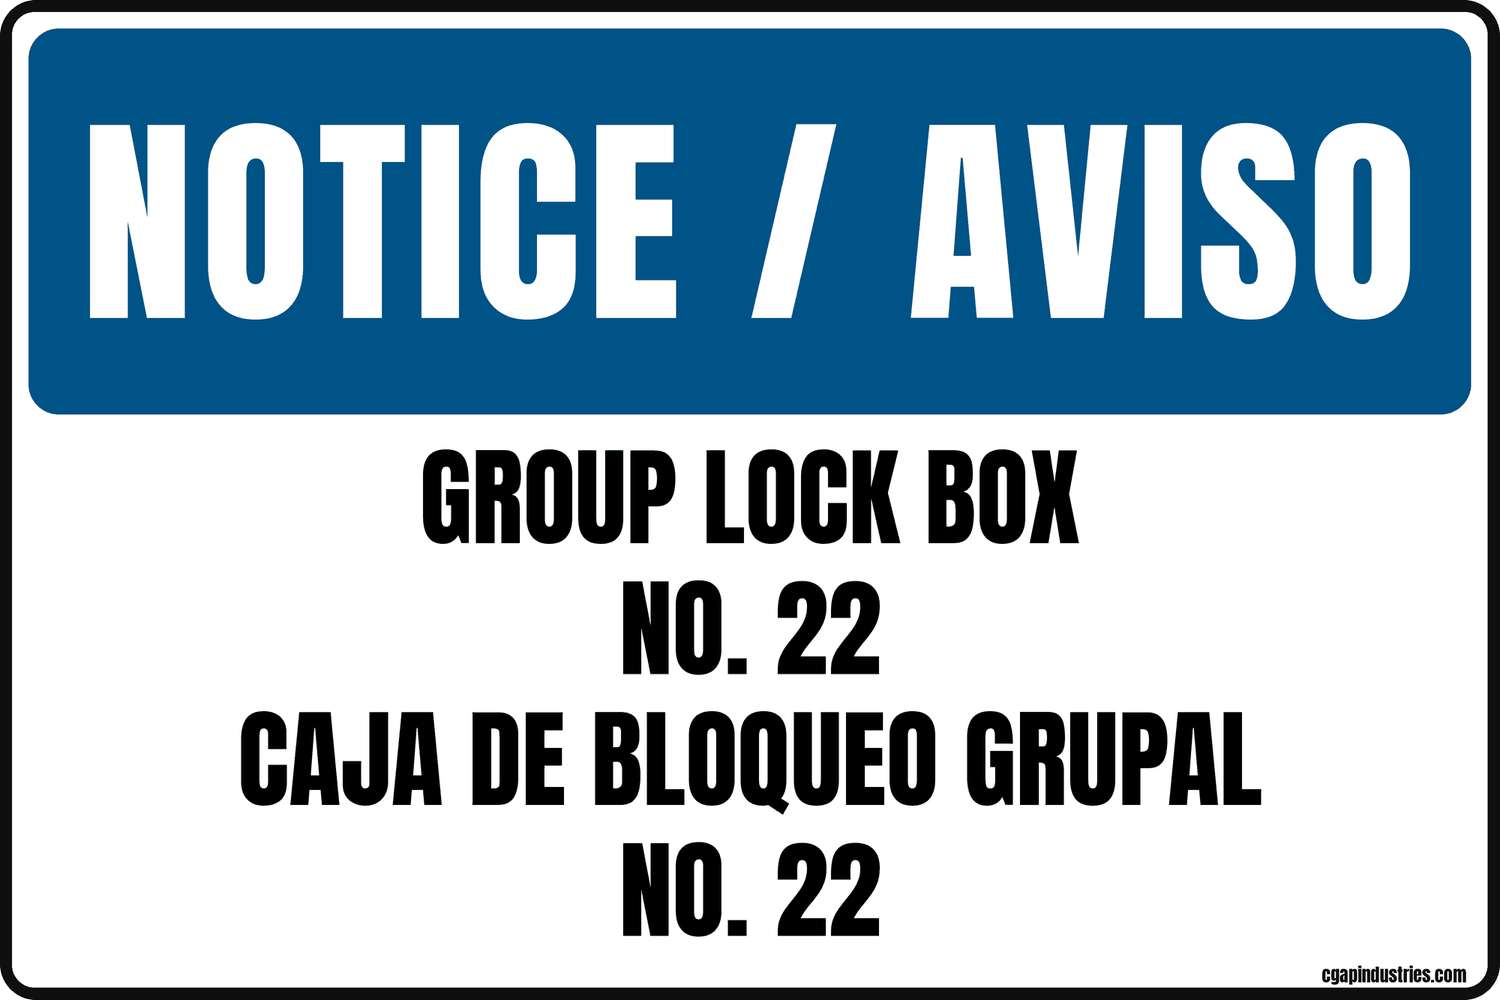 NOTICE / AVISO
GROUP LOCK BOX
NO. 22
CAJA DE BLOQUEO GRUPAL
NO. 22
cgapindustries.com